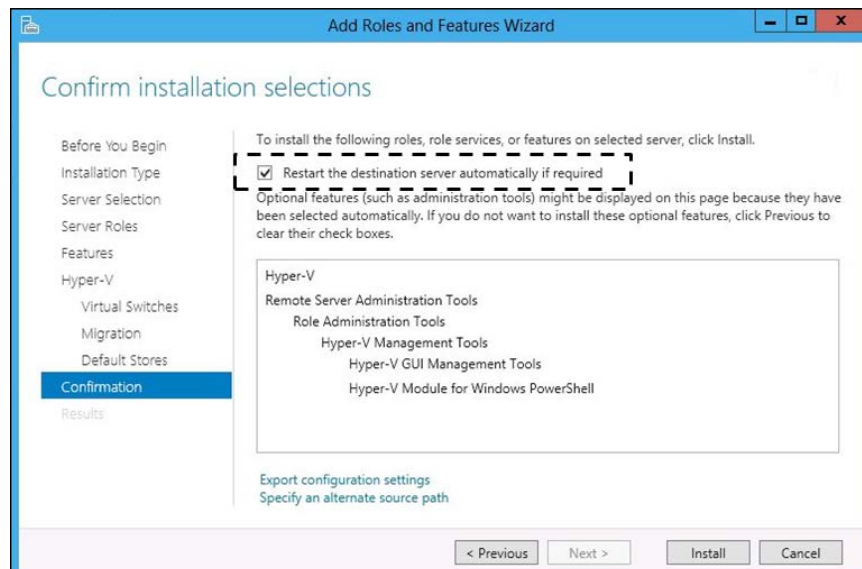 Add Roles and Features Wizard
Confirm installation selections
Before You Begin
Installation Type
Server Selection
Server Roles
Features
Hyper-V
Virtual Switches
Migration
Default Stores
Confirmation
Results
To install the following roles, role services, or features on selected server, click Install.
Restart the destination server automatically if required
Optional features (such as administration tools) might be displayed on this page because they have
been selected automatically. If you do not want to install these optional features, click Previous to
clear their check boxes.
Hyper-V
Remote Server Administration Tools
Role Administration Tools
Hyper-V Management Tools
Hyper-V GUI Management Tools
Hyper-V Module for Windows PowerShell
Export configuration settings
Specify an alternate source path
< Previous
Next >
Install
Cancel